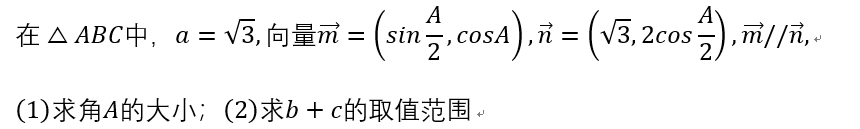 在 △ ABC中，a = √3, 向量m⃗ = (sin A/2 , cosA) , n⃗ = (√3, 2cos A/2) , m⃗//n⃗,
(1)求角A的大小；(2)求b + c的取值范围